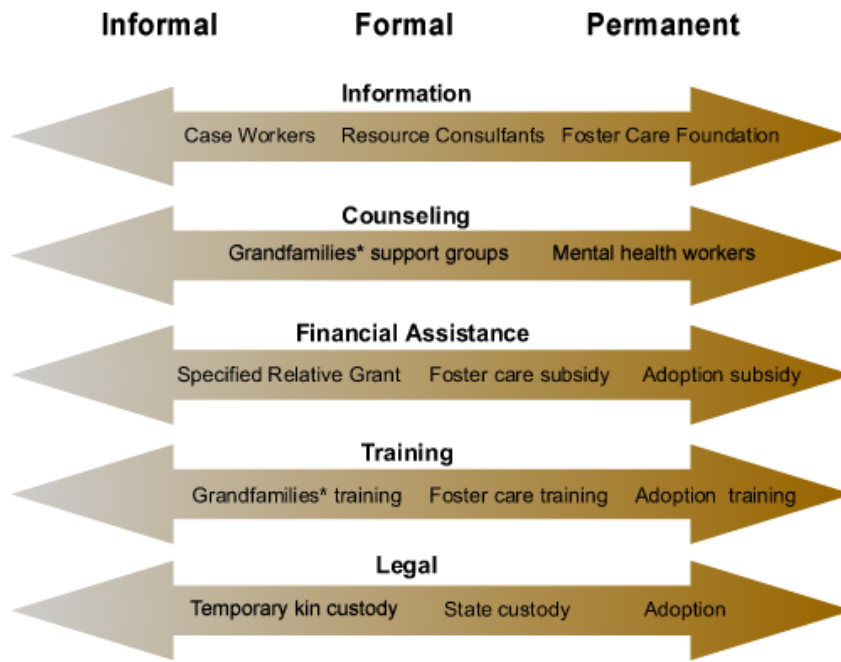 Informal Formal Permanent
Information
Case Workers Resource Consultants Foster Care Foundation
Counseling
Grandfamilies* support groups Mental health workers
Financial Assistance
Specified Relative Grant Foster care subsidy Adoption subsidy
Training
Grandfamilies* training Foster care training Adoption training
Legal
Temporary kin custody State custody Adoption